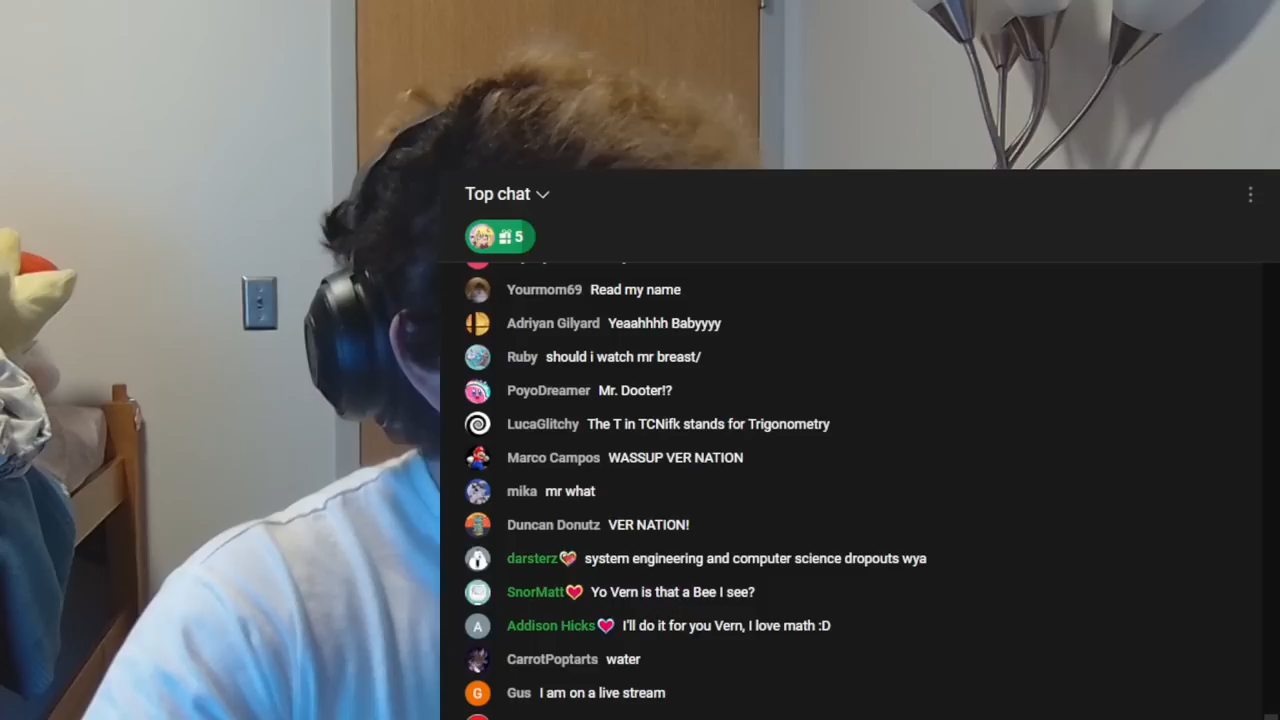 Top chat
5
Yourmom69 Read my name
Adriyan Gilyard Yeaahhhh Babyyyy
Ruby should i watch mr breast/
PoyoDreamer Mr. Dooter!?
LucaGlitchy The T in TCNifk stands for Trigonometry
Marco Campos WASSUP VER NATION
mika mr what
Duncan Donutz VER NATION!
darsterz system engineering and computer science dropouts wya
SnorMatt Yo Vern is that a Bee I see?
A Addison Hicks I'll do it for you Vern, I love math :D
CarrotPoptarts water
G Gus I am on a live stream